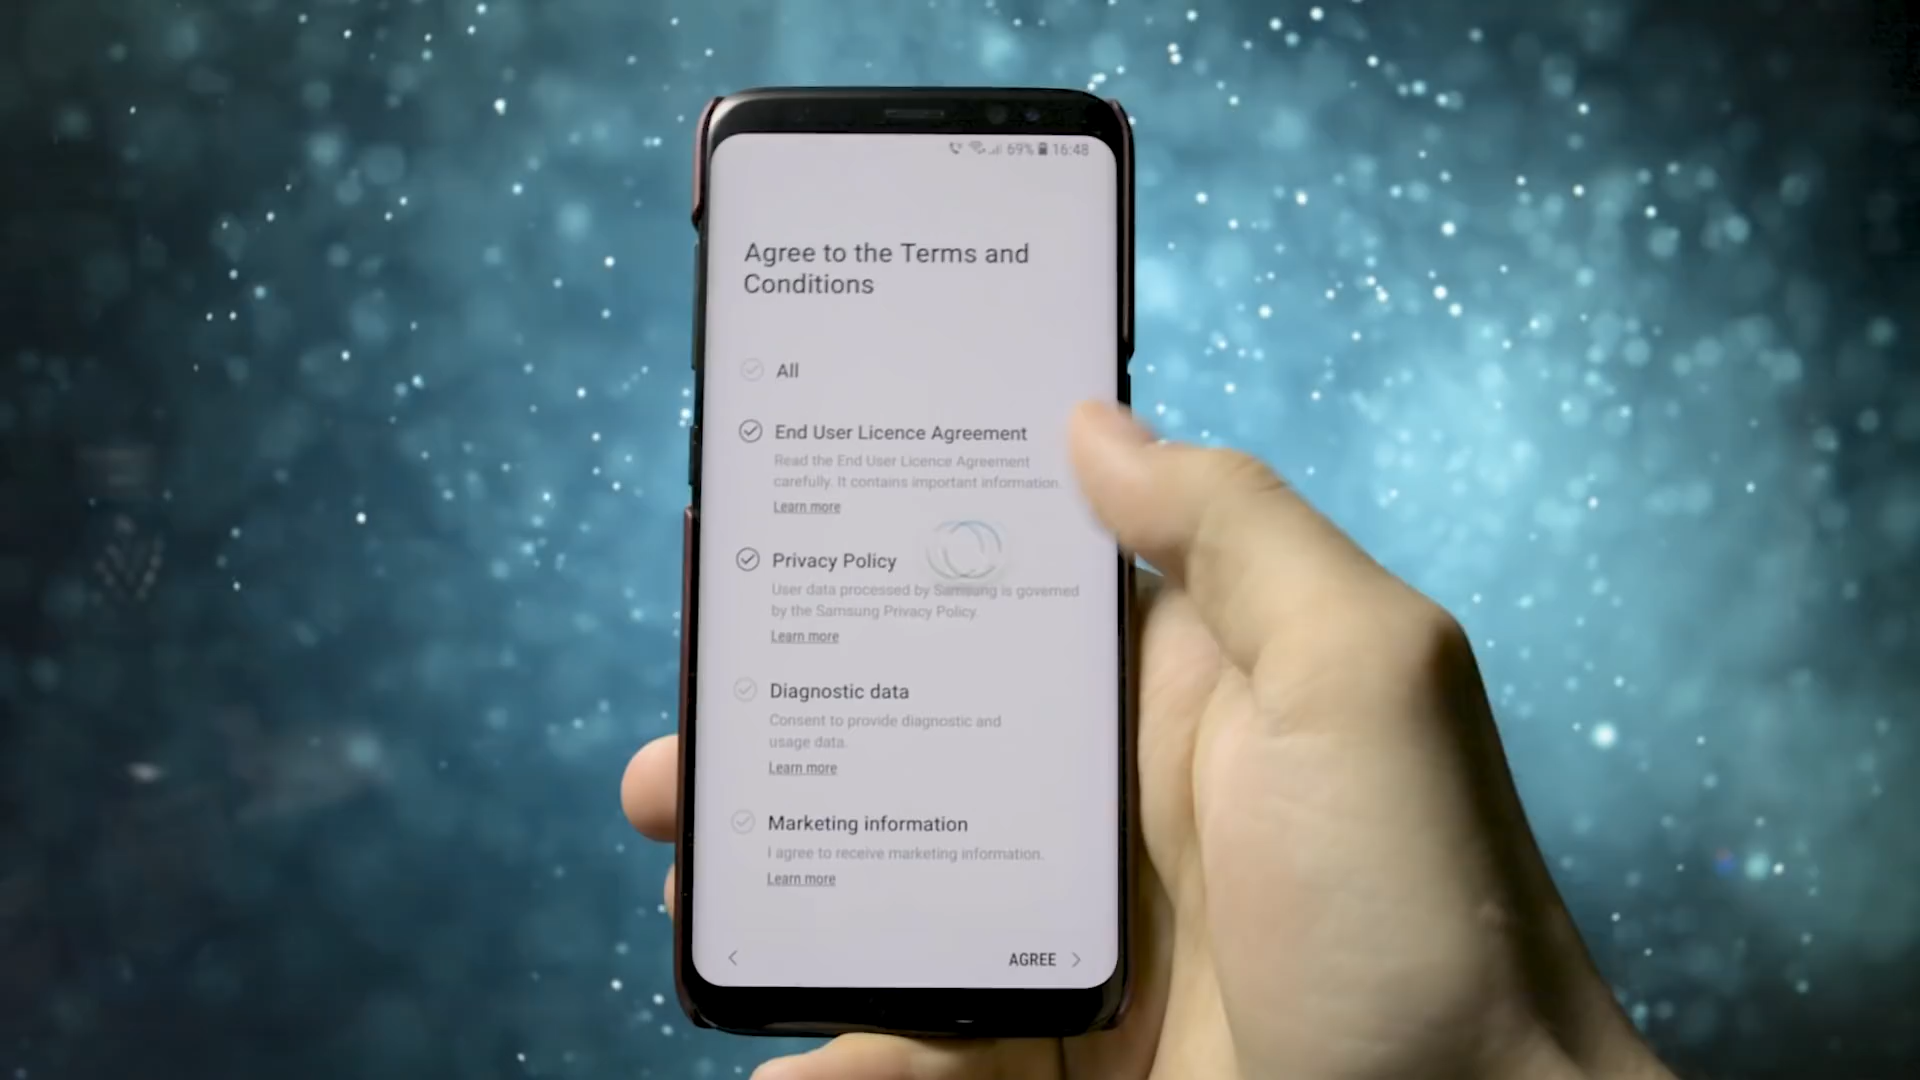 69% 16:48
Agree to the Terms and
Conditions
All
End User Licence Agreement
Read the End User Licence Agreement
carefully. It contains important information.
Learn more
Privacy Policy
User data processed by Samsung is governed
by the Samsung Privacy Policy.
Learn more
Diagnostic data
Consent to provide diagnostic and
usage data.
Learn more
Marketing information
I agree to receive marketing information.
Learn more
AGREE